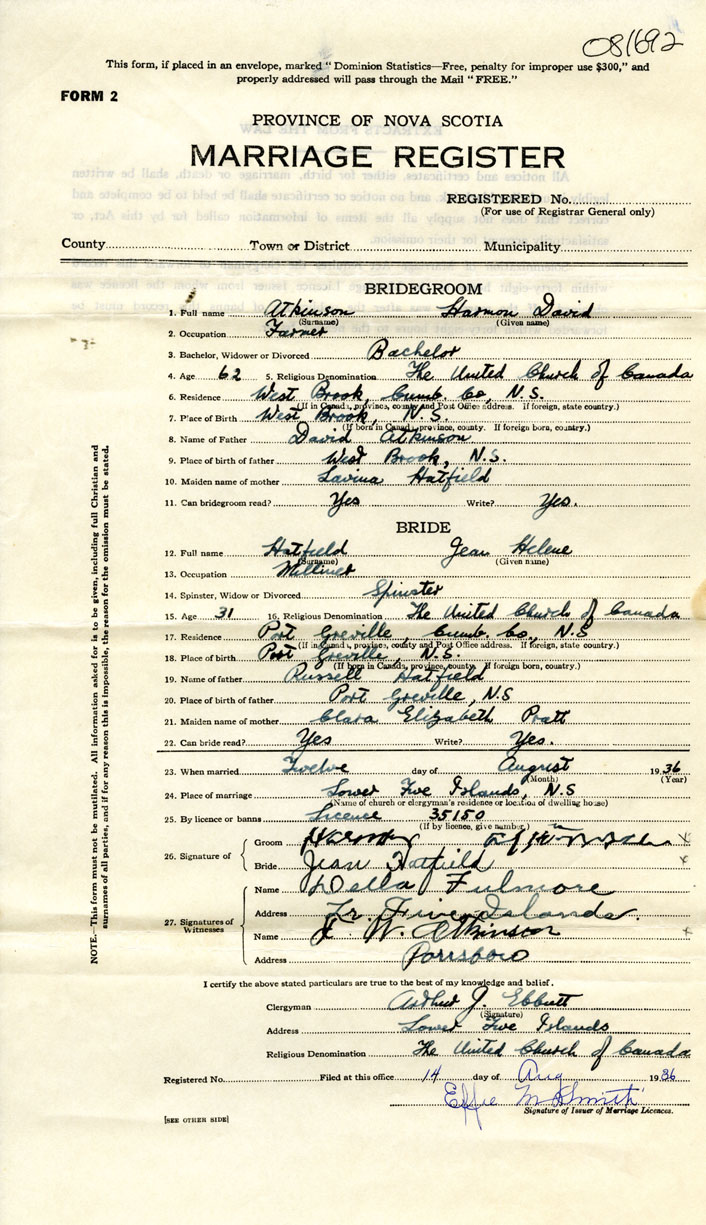 081692
This form, if placed in an envelope, marked "Dominion Statistics—Free, penalty for improper use $300," and
properly addressed will pass through the Mail "FREE."
FORM 2
PROVINCE OF NOVA SCOTIA
MARRIAGE REGISTER
REGISTERED No.
(For use of Registrar General only)
County Town or District Municipality
BRIDEGROOM
1. Full name Atkinson Harmon David
(Surname) (Given name)
2. Occupation Farmer
3. Bachelor, Widower or Divorced Bachelor
4. Age 62 5. Religious Denomination The United Church of Canada
6. Residence West Brook, Cumb. Co, N.S.
(If in Canada, province, county and Post Office address. If foreign, state country.)
7. Place of Birth West Brook, N.S.
(If born in Canada, province, county. If foreign born, country.)
8. Name of Father David Atkinson
9. Place of birth of father West Brook, N.S.
10. Maiden name of mother Lavina Hatfield
11. Can bridegroom read? Yes Write? Yes.
BRIDE
12. Full name Hatfield Jean Helene
(Surname) (Given name)
13. Occupation Milliner
14. Spinster, Widow or Divorced Spinster
15. Age 31 16. Religious Denomination The United Church of Canada
17. Residence Port Greville, Cumb. Co., N.S
(If in Canada, province, county and Post Office address. If foreign, state country.)
18. Place of birth Port Greville, N.S.
(If born in Canada, province, county. If foreign born, country.)
19. Name of father Russell Hatfield
20. Place of birth of father Port Greville, N.S
21. Maiden name of mother Clara Elizabeth Pratt
22. Can bride read? Yes Write? Yes.
23. When married Twelve day of August 1936
(Month) (Year)
24. Place of marriage Lower Five Islands, N.S
(Name of church or clergyman's residence or location of dwelling house)
25. By licence or banns Licence 35150
(If by licence, give number.)
26. Signature of
Groom
Bride Jean Hatfield
27. Signatures of Witnesses
Name Della Fulmore
Address Lr. Five Islands.
Name W. Atkinson
Address Parrsboro
I certify the above stated particulars are true to the best of my knowledge and belief.
Clergyman Arthur J. Ebbutt
(Signature)
Address Lower Five Islands
Religious Denomination The United Church of Canada
Registered No. Filed at this office 14 day of Aug 1936
Effie M Smith
Signature of Issuer of Marriage Licences.
[SEE OTHER SIDE]
NOTE.—This form must not be mutilated. All information asked for is to be given, including full Christian and
surnames of all parties, and if for any reason this is impossible, the reason for the omission must be stated.